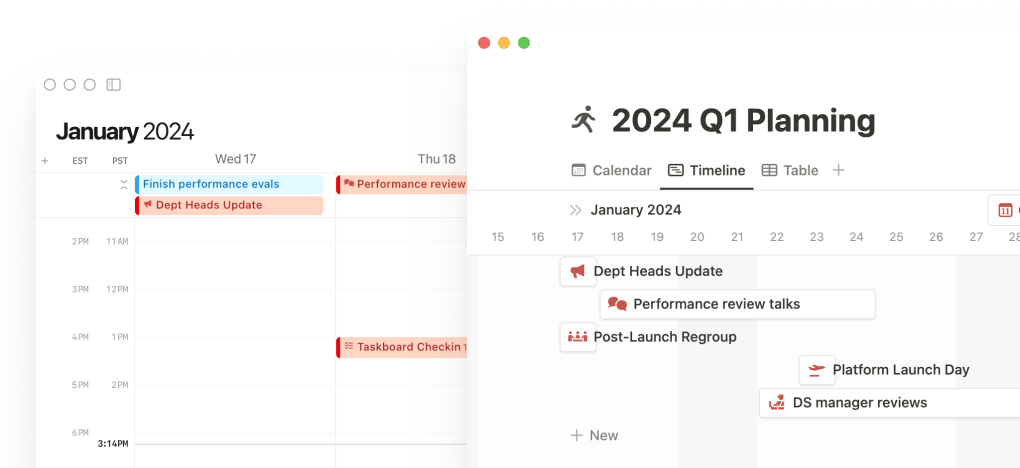 January 2024
+ EST PST Wed 17 Thu 18
Finish performance evals
Dept Heads Update
Performance review
2 PM 11 AM
3 PM 12 PM
4 PM 1 PM
Taskboard Checkin
5 PM 2 PM
6 PM
3:14PM
2024 Q1 Planning
Calendar Timeline Table +
January 2024
11
15 16 17 18 19 20 21 22 23 24 25 26 27 28
Dept Heads Update
Performance review talks
Post-Launch Regroup
Platform Launch Day
DS manager reviews
+ New